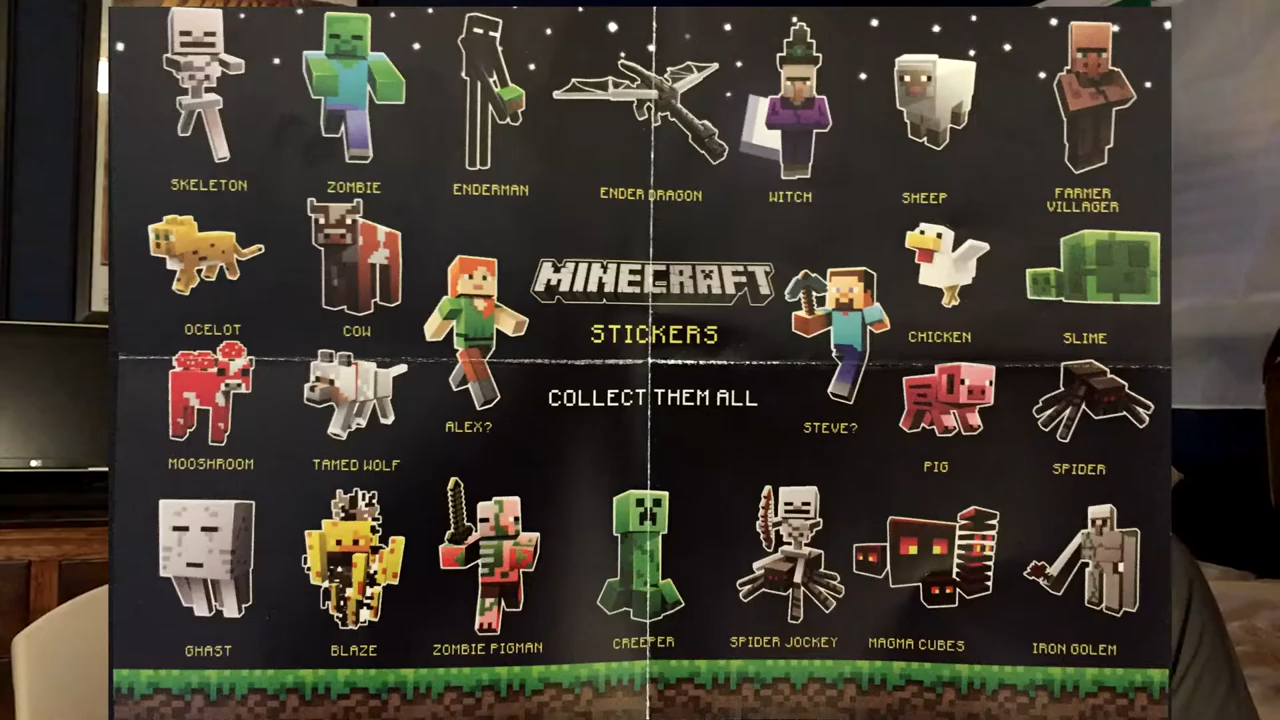 SKELETON
ZOMBIE
ENDERMAN
ENDER DRAGON
WITCH
SHEEP
FARMER
VILLAGER
OCELOT
COW
MINECRAFT
STICKERS
CHICKEN
SLIME
COLLECT THEM ALL
ALEX?
STEVE?
MOOSHROOM
TAMED WOLF
PIG
SPIDER
GHAST
BLAZE
ZOMBIE PIGMAN
CREEPER
SPIDER JOCKEY
MAGMA CUBES
IRON GOLEM